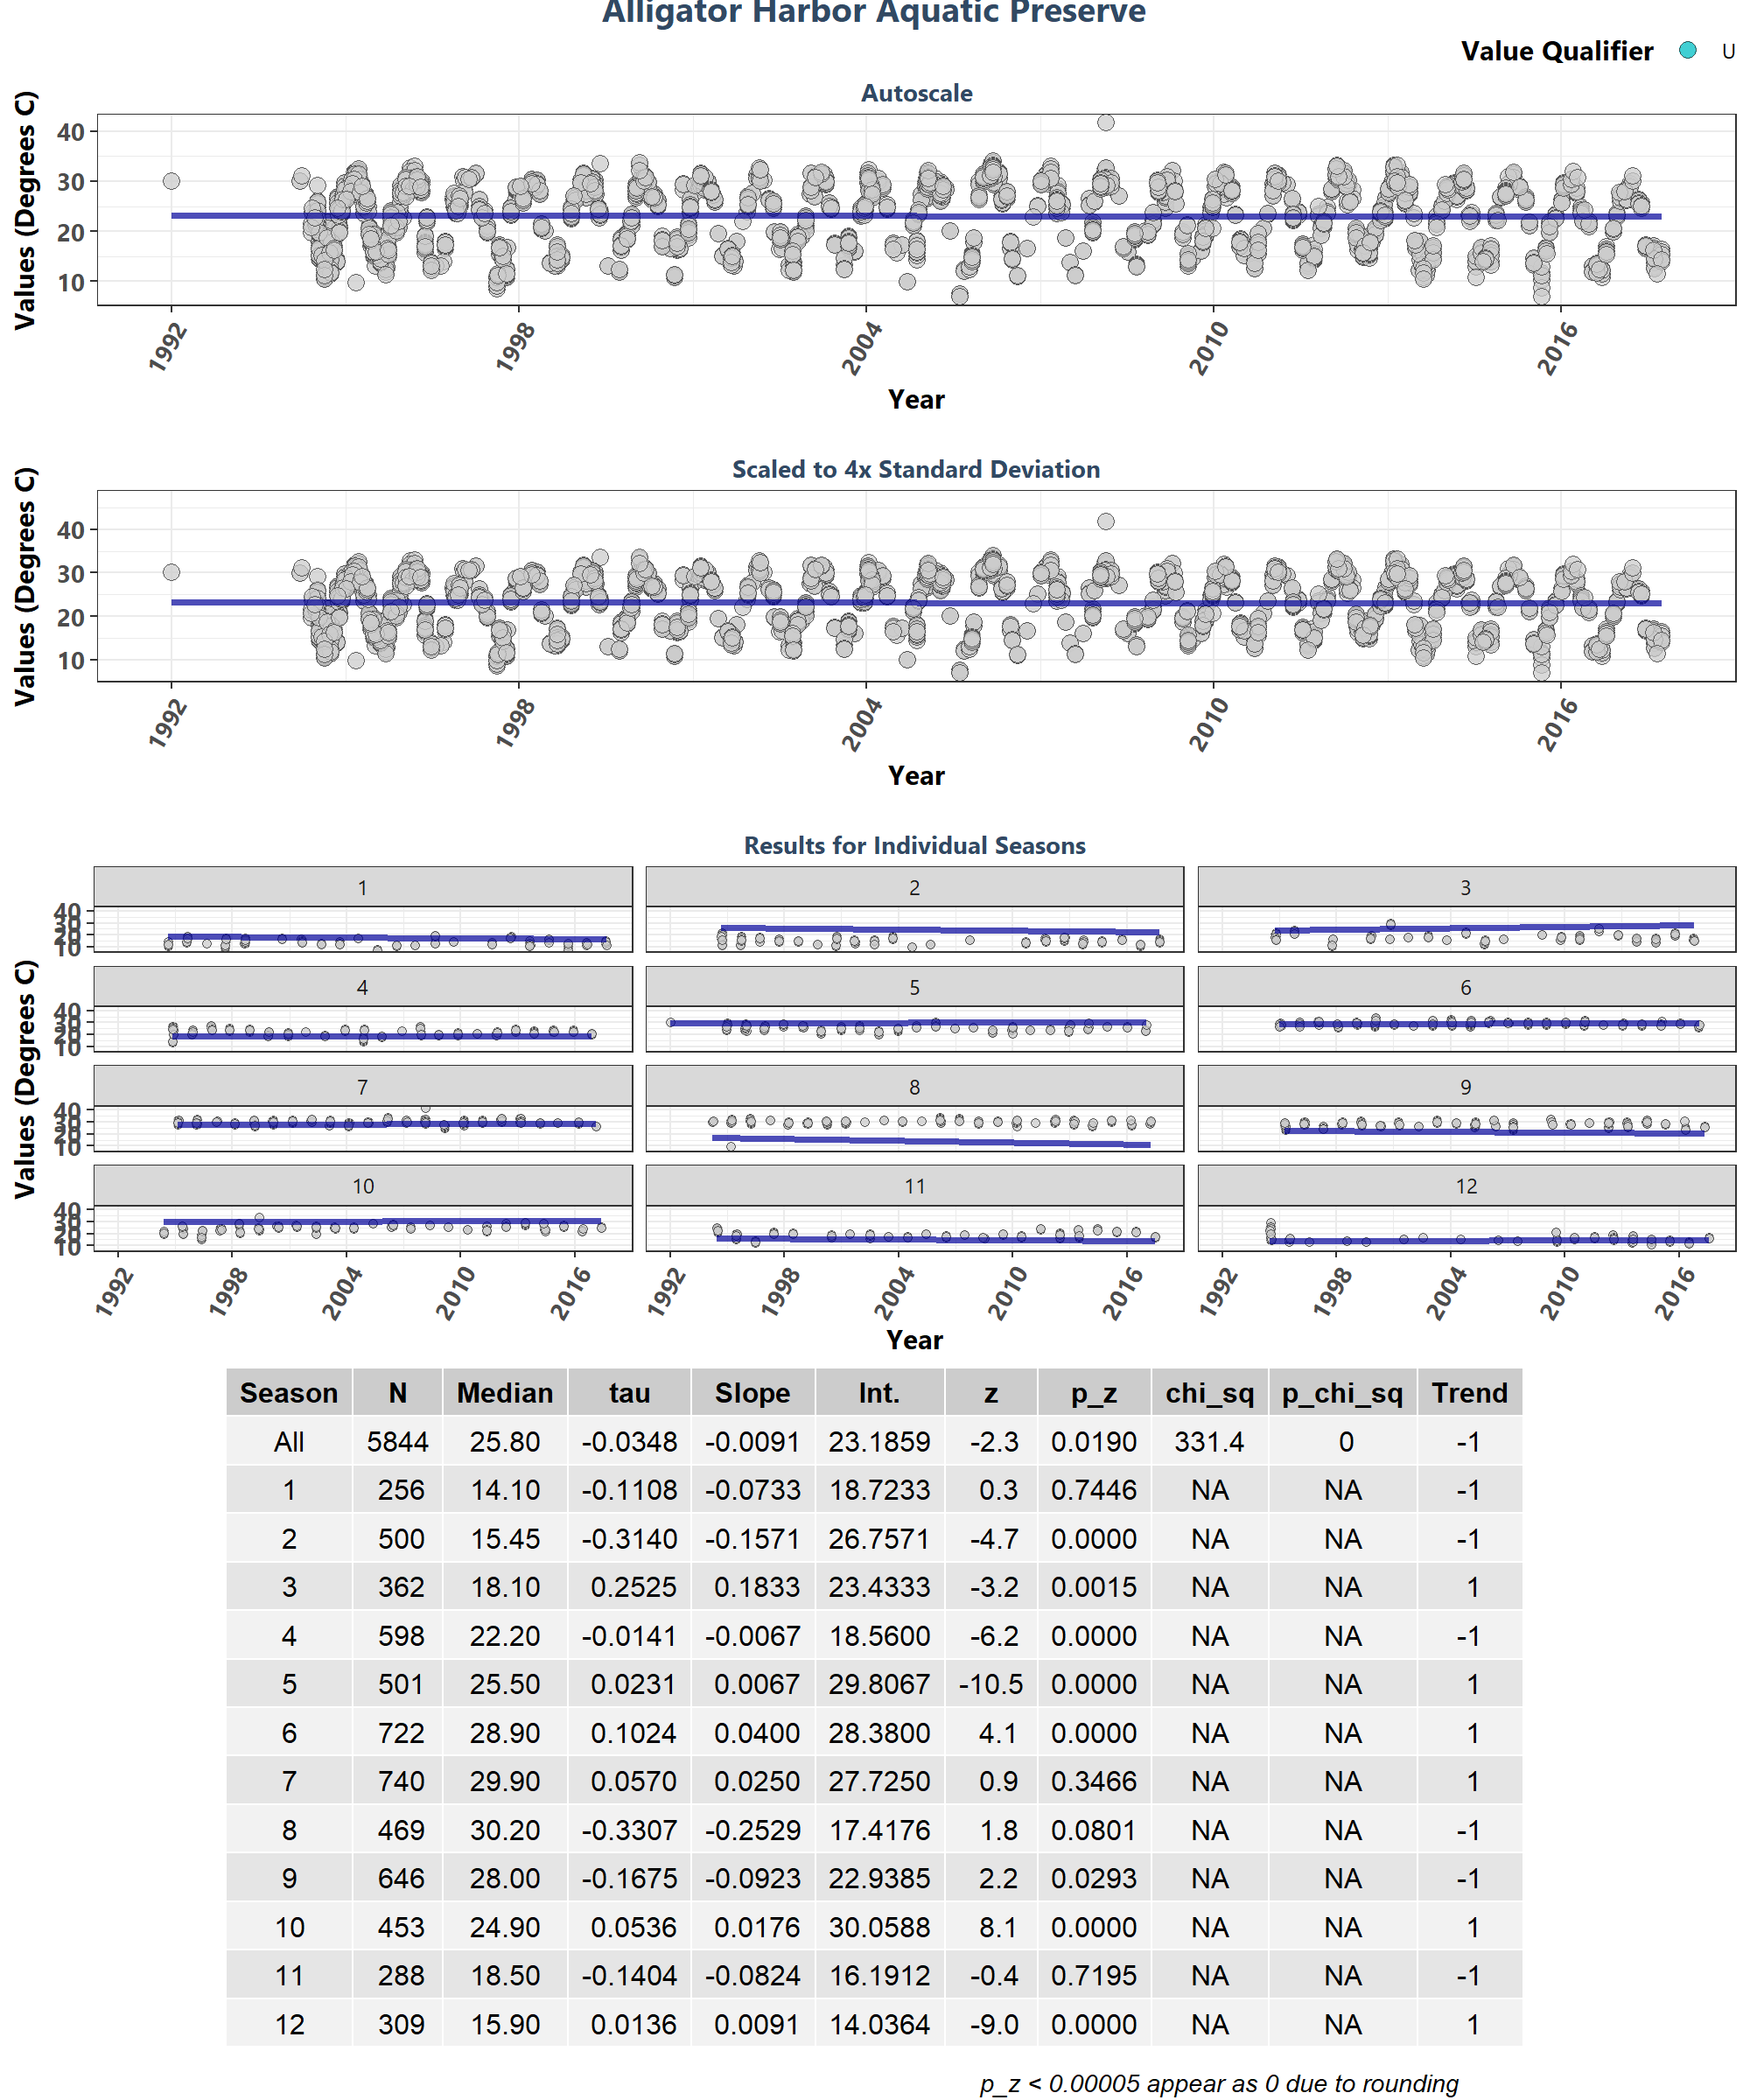 Alligator Harbor Aquatic Preserve
Value Qualifier U
Autoscale
Values (Degrees C)
40
30
20
10
1992 1998 2004 2010 2016
Year
Scaled to 4x Standard Deviation
Values (Degrees C)
40
30
20
10
1992 1998 2004 2010 2016
Year
Results for Individual Seasons
Values (Degrees C)
1 2 3
40
30
20
10
4 5 6
40
30
20
10
7 8 9
40
30
20
10
10 11 12
40
30
20
10
1992 1998 2004 2010 2016 1992 1998 2004 2010 2016 1992 1998 2004 2010 2016
Year
Season N Median tau Slope Int. z p_z chi_sq p_chi_sq Trend
All 5844 25.80 -0.0348 -0.0091 23.1859 -2.3 0.0190 331.4 0 -1
1 256 14.10 -0.1108 -0.0733 18.7233 0.3 0.7446 NA NA -1
2 500 15.45 -0.3140 -0.1571 26.7571 -4.7 0.0000 NA NA -1
3 362 18.10 0.2525 0.1833 23.4333 -3.2 0.0015 NA NA 1
4 598 22.20 -0.0141 -0.0067 18.5600 -6.2 0.0000 NA NA -1
5 501 25.50 0.0231 0.0067 29.8067 -10.5 0.0000 NA NA 1
6 722 28.90 0.1024 0.0400 28.3800 4.1 0.0000 NA NA 1
7 740 29.90 0.0570 0.0250 27.7250 0.9 0.3466 NA NA 1
8 469 30.20 -0.3307 -0.2529 17.4176 1.8 0.0801 NA NA -1
9 646 28.00 -0.1675 -0.0923 22.9385 2.2 0.0293 NA NA -1
10 453 24.90 0.0536 0.0176 30.0588 8.1 0.0000 NA NA 1
11 288 18.50 -0.1404 -0.0824 16.1912 -0.4 0.7195 NA NA -1
12 309 15.90 0.0136 0.0091 14.0364 -9.0 0.0000 NA NA 1
p_z < 0.00005 appear as 0 due to rounding